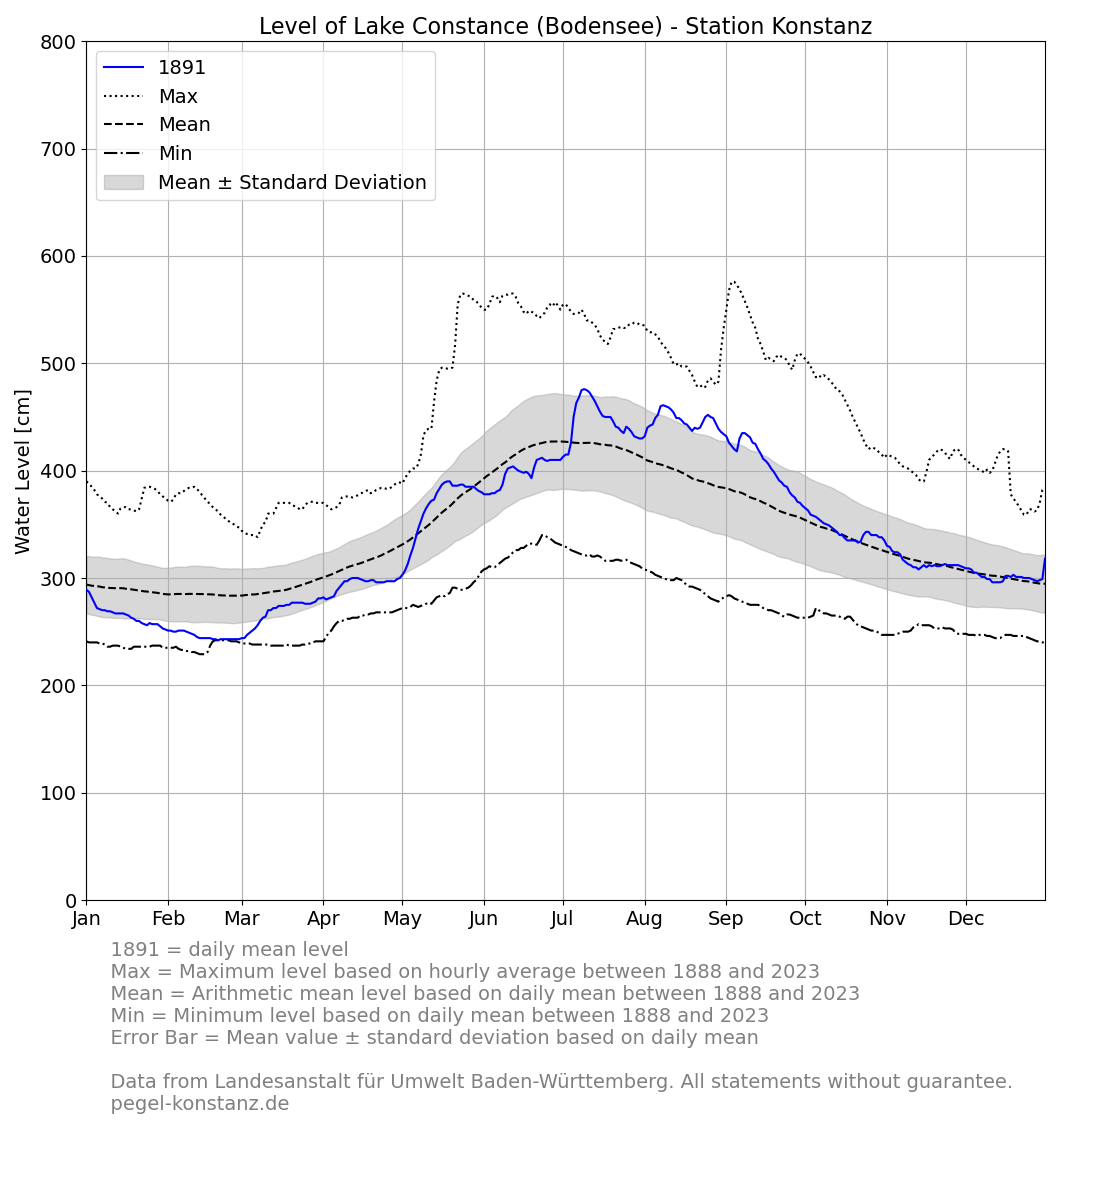 Level of Lake Constance (Bodensee) - Station Konstanz
800
700
600
500
400
300
200
100
0
Water Level [cm]
1891
Max
Mean
Min
Mean ± Standard Deviation
Jan Feb Mar Apr May Jun Jul Aug Sep Oct Nov Dec
1891 = daily mean level
Max = Maximum level based on hourly average between 1888 and 2023
Mean = Arithmetic mean level based on daily mean between 1888 and 2023
Min = Minimum level based on daily mean between 1888 and 2023
Error Bar = Mean value ± standard deviation based on daily mean
Data from Landesanstalt für Umwelt Baden-Württemberg. All statements without guarantee.
pegel-konstanz.de